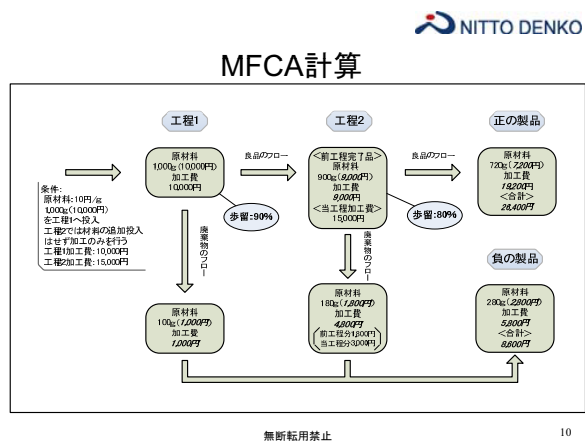 NITTO DENKO
MFCA計算
工程1
工程2
正の製品
原材料
1,000g(10,000円)
加工費
10,000円
良品のフロー
<前工程完了品>
原材料
900g(9,000円)
加工費
9,000円
<当工程加工費>
15,000円
良品のフロー
原材料
720g(7,200円)
加工費
19,200円
<合計>
26,400円
条件:
原材料:10円/g
1,000g(10,000円)
を工程1へ投入
工程2では材料の追加投入
はせず加工のみを行う
工程1加工費:10,000円
工程2加工費:15,000円
歩留:90%
歩留:80%
廃棄物のフロー
廃棄物のフロー
負の製品
原材料
100g(1,000円)
加工費
1,000円
原材料
180g(1,800円)
加工費
4,800円
前工程分1,800円
当工程分3,000円
原材料
280g(2,800円)
加工費
5,800円
<合計>
8,600円
無断転用禁止
10